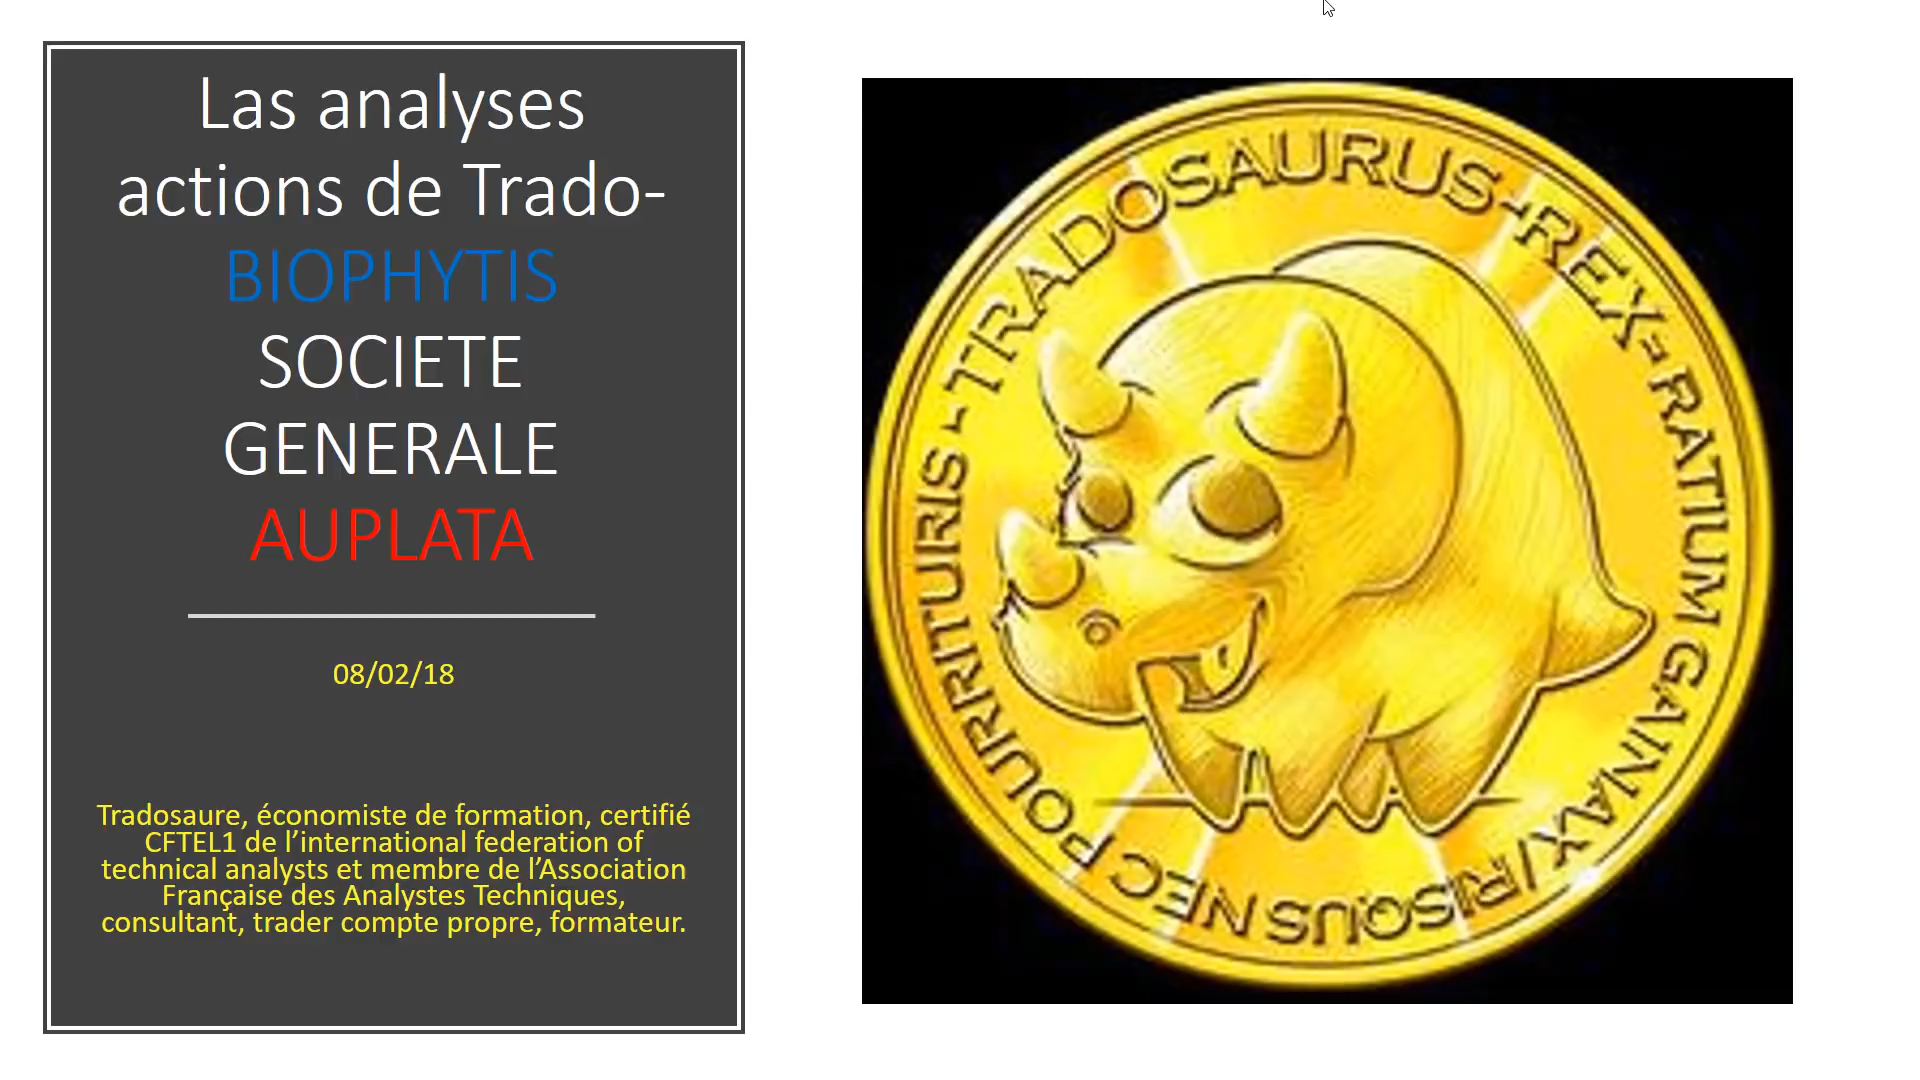 Las analyses
actions de Trado-
BIOPHYTIS
SOCIETE
GENERALE
AUPLATA
08/02/18
Tradosaure, économiste de formation, certifié
CFTEL1 de l’international federation of
technical analysts et membre de l’Association
Française des Analystes Techniques,
consultant, trader compte propre, formateur.
TRADOSAURUS-REX-RATIUM GAINAX/RISQUS NEC POURRITURIS-